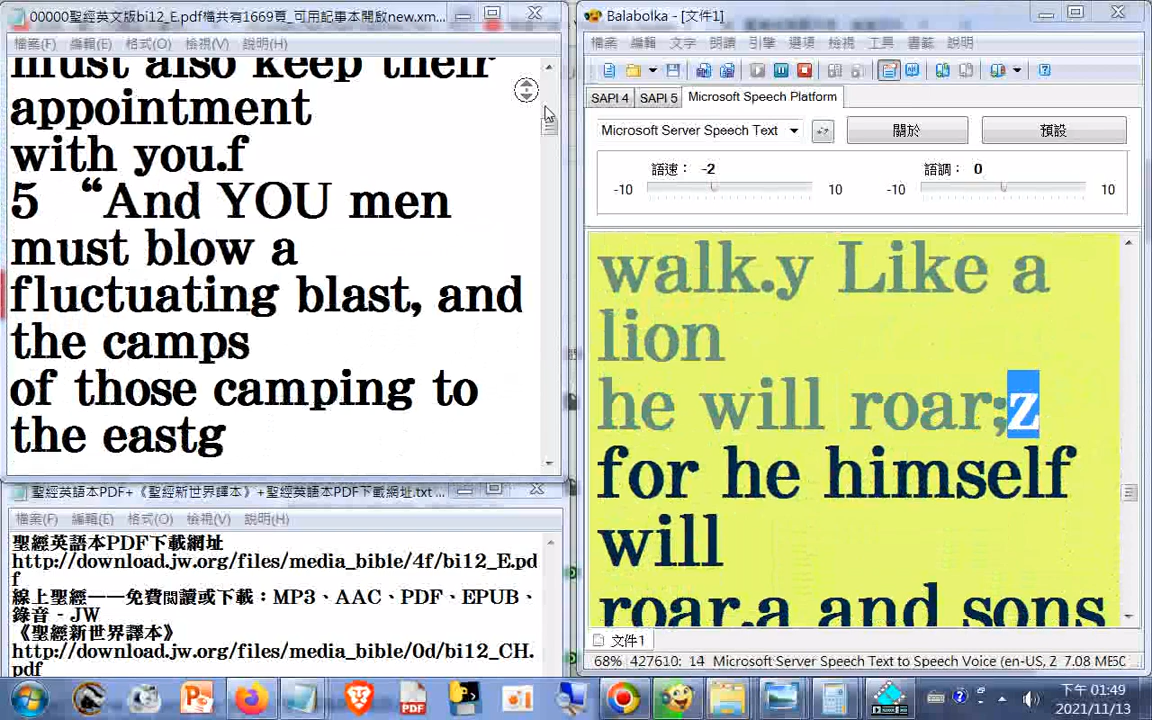 00000聖經英文版bi12_E.pdf檔共有1669頁_可用記事本開啟new.xm...
檔案(F) 編輯(E) 格式(O) 檢視(V) 說明(H)
must also keep their
appointment
with you.f
5 “And YOU men
must blow a
fluctuating blast, and
the camps
of those camping to
the eastg
聖經英語本PDF+《聖經新世界譯本》+聖經英語本PDF下載網址.txt ...
檔案(F) 編輯(E) 格式(O) 檢視(V) 說明(H)
聖經英語本PDF下載網址
http://download.jw.org/files/media_bible/4f/bi12_E.pd
f
線上聖經——免費閱讀或下載：MP3、AAC、PDF、EPUB、
錄音 - JW
《聖經新世界譯本》
http://download.jw.org/files/media_bible/0d/bi12_CH.
pdf
Balabolka - [文件1]
檔案 編輯 文字 朗讀 引擎 選項 檢視 工具 書籤 說明
SAPI 4 SAPI 5 Microsoft Speech Platform
Microsoft Server Speech Text 關於 預設
語速： -2 語調： 0
-10 10 -10 10
walk.y Like a
lion
he will roar;z
for he himself
will
roar.a and sons
文件1
68% 427610: 14 Microsoft Server Speech Text to Speech Voice (en-US, Z 7.08 МБ
下午 01:49
2021/11/13